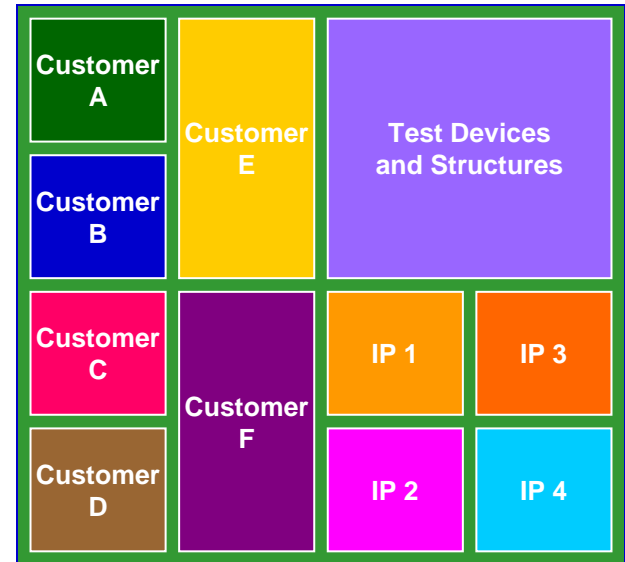 Customer
A
Customer
B
Customer
C
Customer
D
Customer
E
Customer
F
Test Devices
and Structures
IP 1
IP 3
IP 2
IP 4